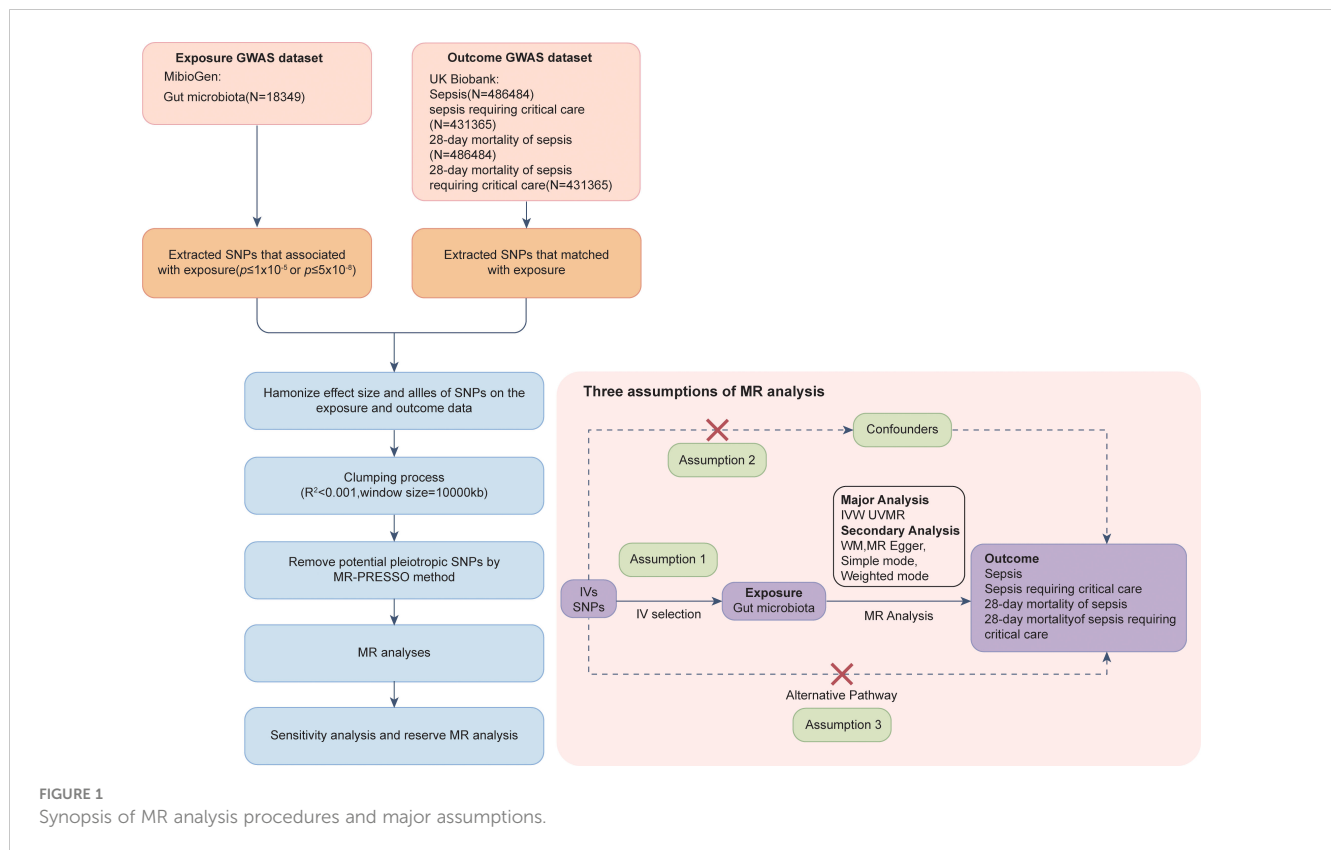 Exposure GWAS dataset
MibioGen:
Gut microbiota(N=18349)
Outcome GWAS dataset
UK Biobank:
Sepsis(N=486484)
sepsis requiring critical care
(N=431365)
28-day mortality of sepsis
(N=486484)
28-day mortality of sepsis
requiring critical care(N=431365)
Extracted SNPs that associated
with exposure(p≤1x10⁻⁵ or p≤5x10⁻⁸)
Extracted SNPs that matched
with exposure
Hamonize effect size and allles of SNPs on the
exposure and outcome data
Clumping process
(R²<0.001,window size=10000kb)
Remove potential pleiotropic SNPs by
MR-PRESSO method
MR analyses
Sensitivity analysis and reserve MR analysis
Three assumptions of MR analysis
Confounders
Assumption 2
Major Analysis
IVW UVMR
Secondary Analysis
WM,MR Egger,
Simple mode,
Weighted mode
Assumption 1
IVs
SNPs
IV selection
Exposure
Gut microbiota
MR Analysis
Outcome
Sepsis
Sepsis requiring critical care
28-day mortality of sepsis
28-day mortalityof sepsis requiring
critical care
Alternative Pathway
Assumption 3
FIGURE 1
Synopsis of MR analysis procedures and major assumptions.